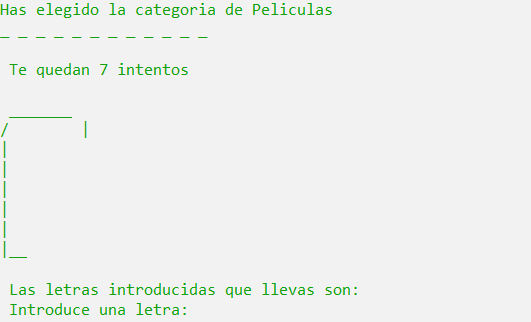 Has elegido la categoria de Peliculas
_ _ _ _ _ _ _ _ _ _ _ _
Te quedan 7 intentos
 _______
/        |
|
|
|
|
|
|__
Las letras introducidas que llevas son:
Introduce una letra: